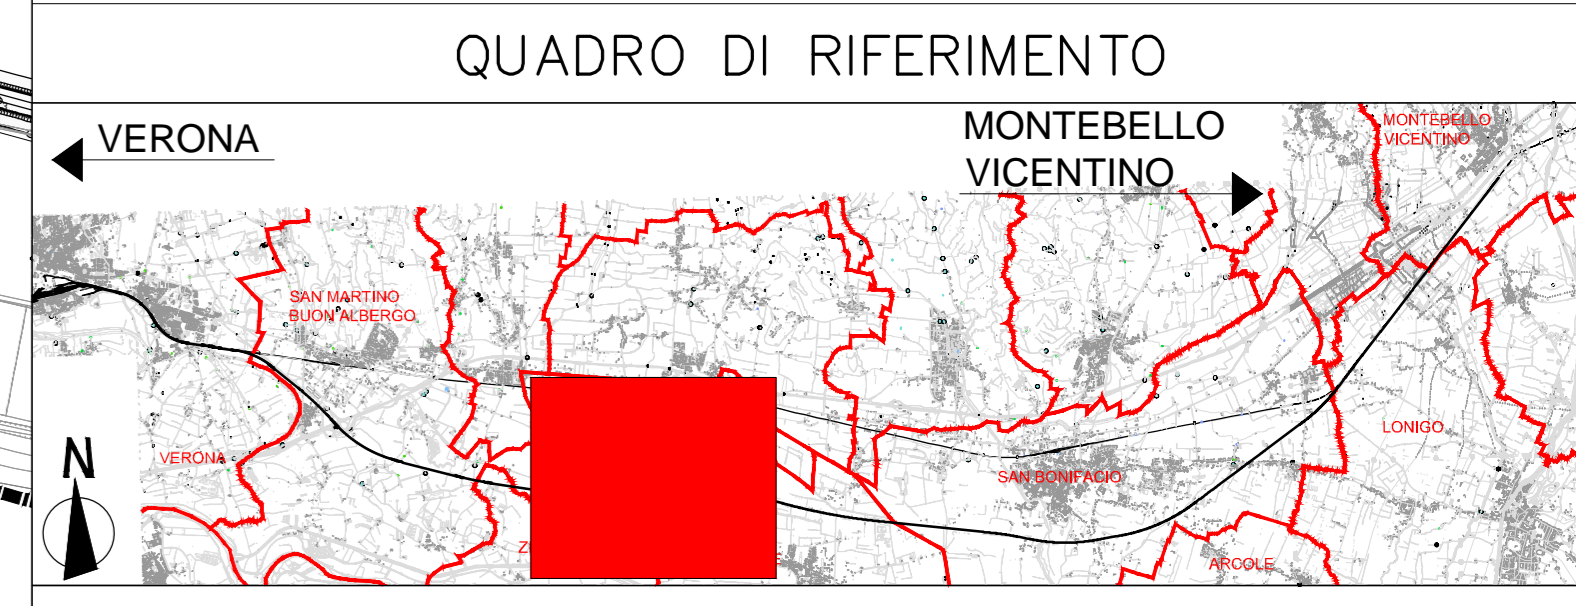 QUADRO DI RIFERIMENTO
VERONA
MONTEBELLO
VICENTINO
MONTEBELLO
VICENTINO
SAN MARTINO
BUON ALBERGO
VERONA
LONIGO
SAN BONIFACIO
ARCOLE
N